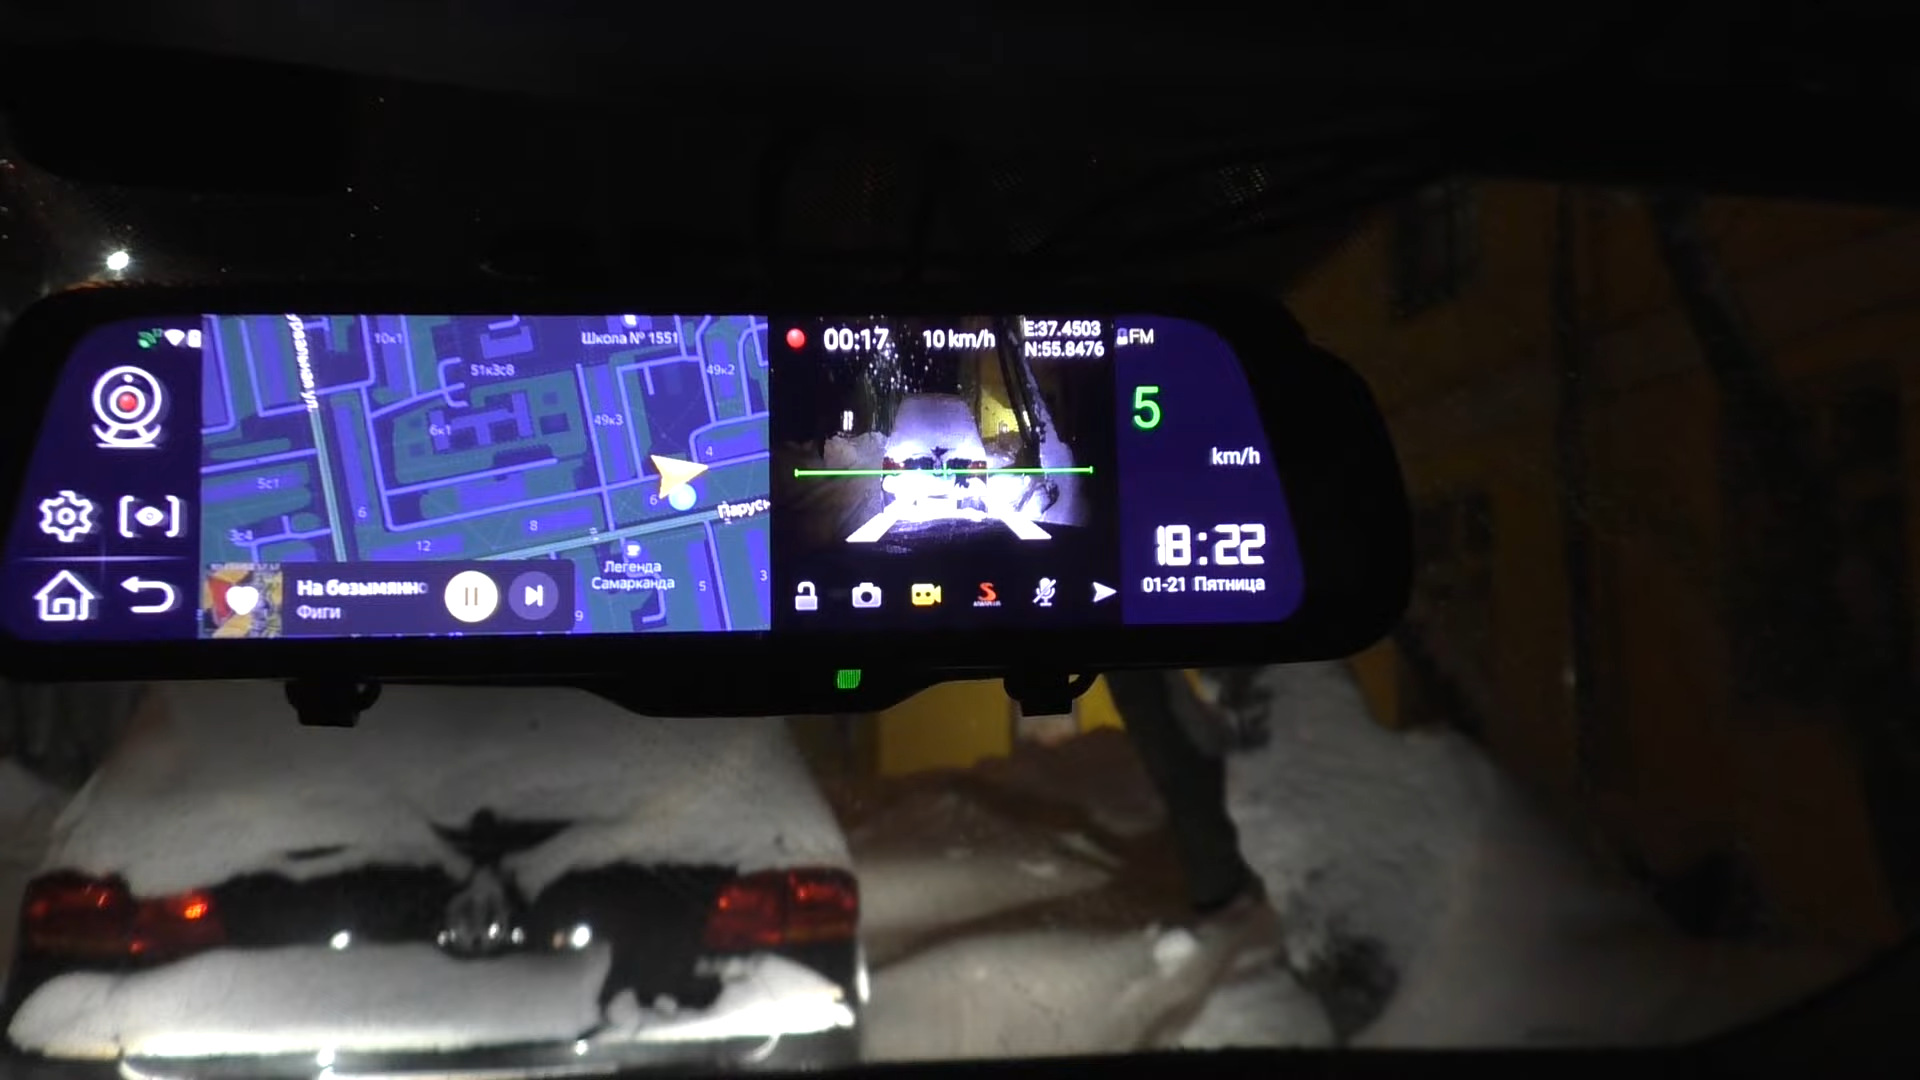 10к1
Школа № 1551
51к3с8
49к2
49к3
6к1
4
5с1
6
6
8
12
3с4
Легенда
Самарканда
5
3
9
На безымянно
Фиги
00:17
10 km/h
E:37.4503
N:55.8476
FM
5
km/h
18:22
01-21 Пятница